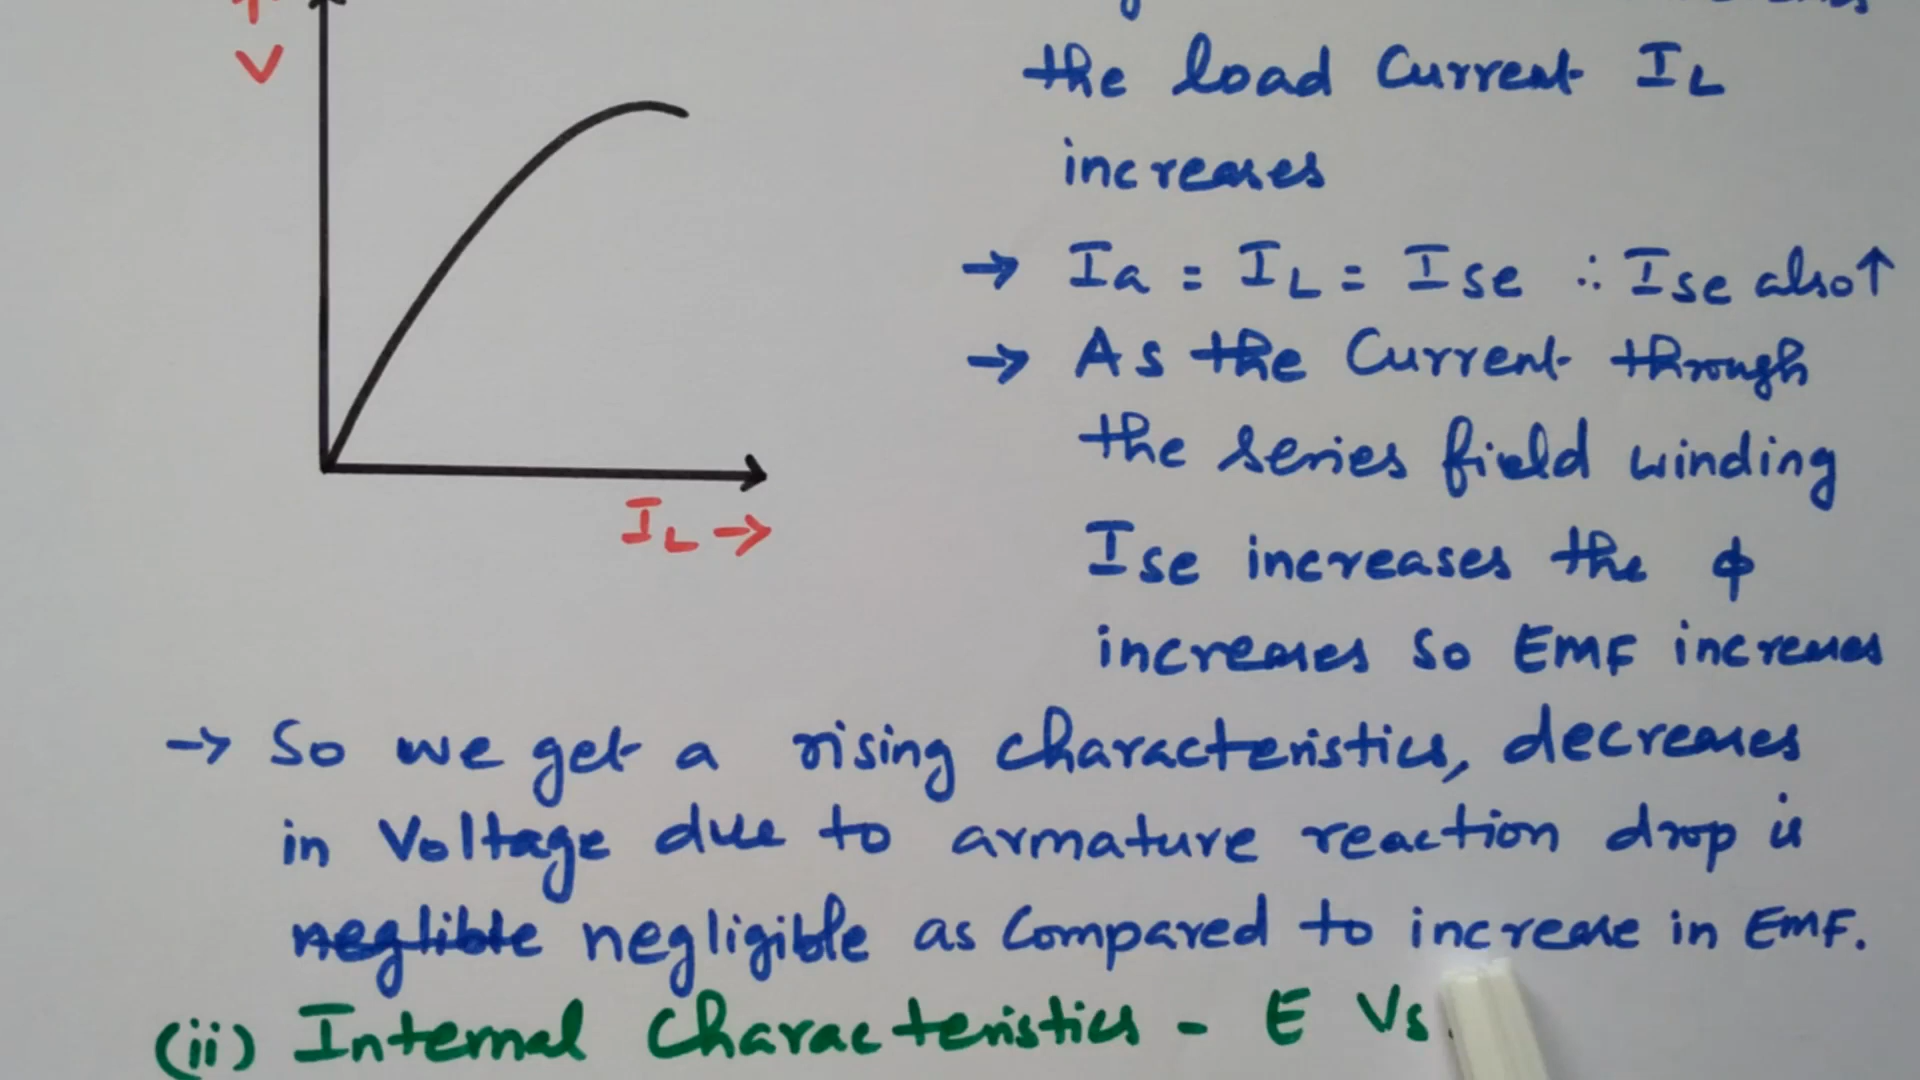 V
the load Current IL
increases
→ Ia = IL = Ise ∴ Ise also↑
→ As the Current through
the series field winding
Ise increases the ϕ
increases so EMF increases
IL →
→ So we get a rising characteristics, decreases
in Voltage due to armature reaction drop is
neglible negligible as Compared to increase in EMF.
(ii) Internal Characteristics - E Vs